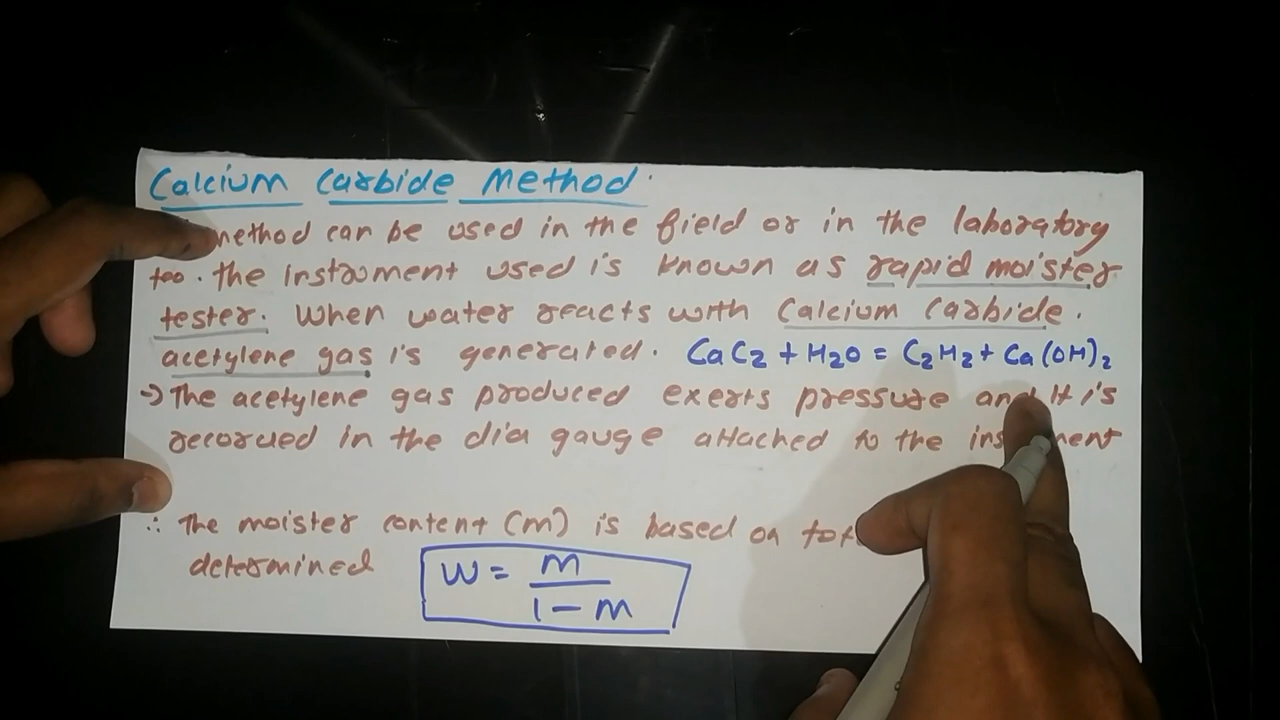 Calcium Carbide Method
method can be used in the field or in the laboratory
too. the instrument used is known as rapid moister
tester. When water reacts with Calcium Carbide.
acetylene gas is generated. CaC2 + H2O = C2H2 + Ca(OH)2
-> The acetylene gas produced exerts pressure and It is
recorued in the dia gauge attached to the
∴ The moister content (m) is based on
determined W = m / 1 - m